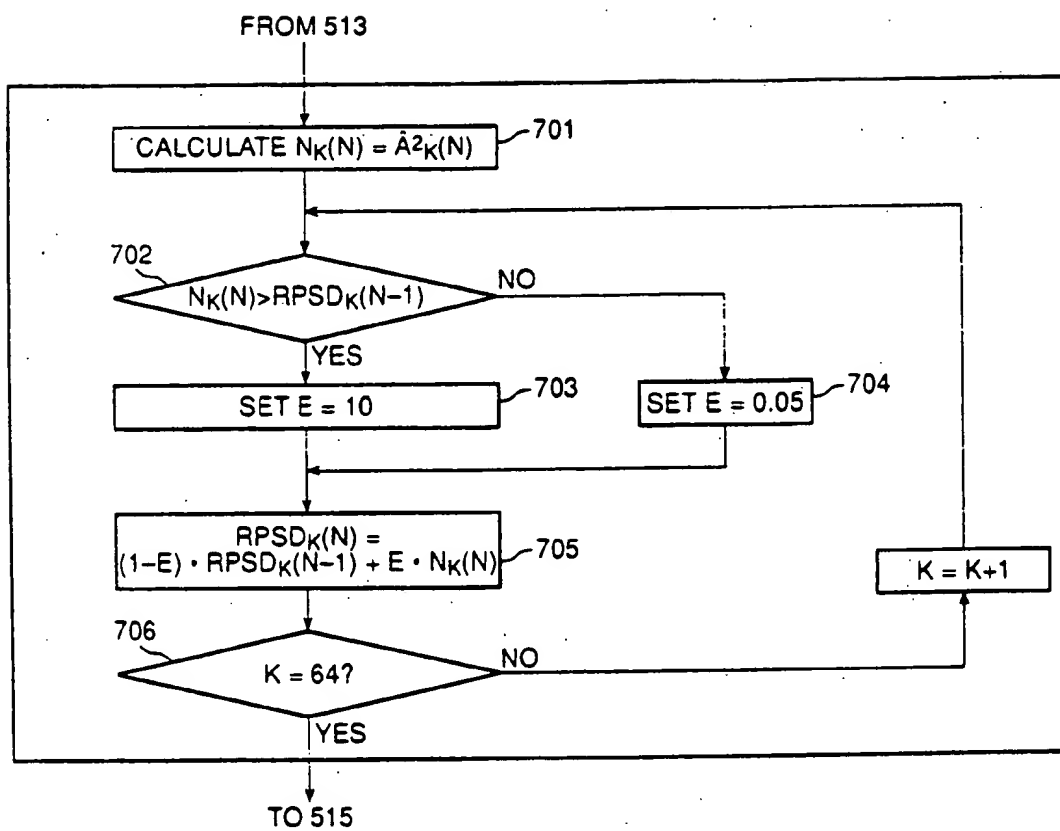 FROM 513
CALCULATE N_K(N) = Â²_K(N)
701
702
N_K(N)>RPSD_K(N−1)
NO
YES
SET E = 10
703
SET E = 0.05
704
RPSD_K(N) =
(1−E) • RPSD_K(N−1) + E • N_K(N)
705
K = K+1
706
K = 64?
NO
YES
TO 515